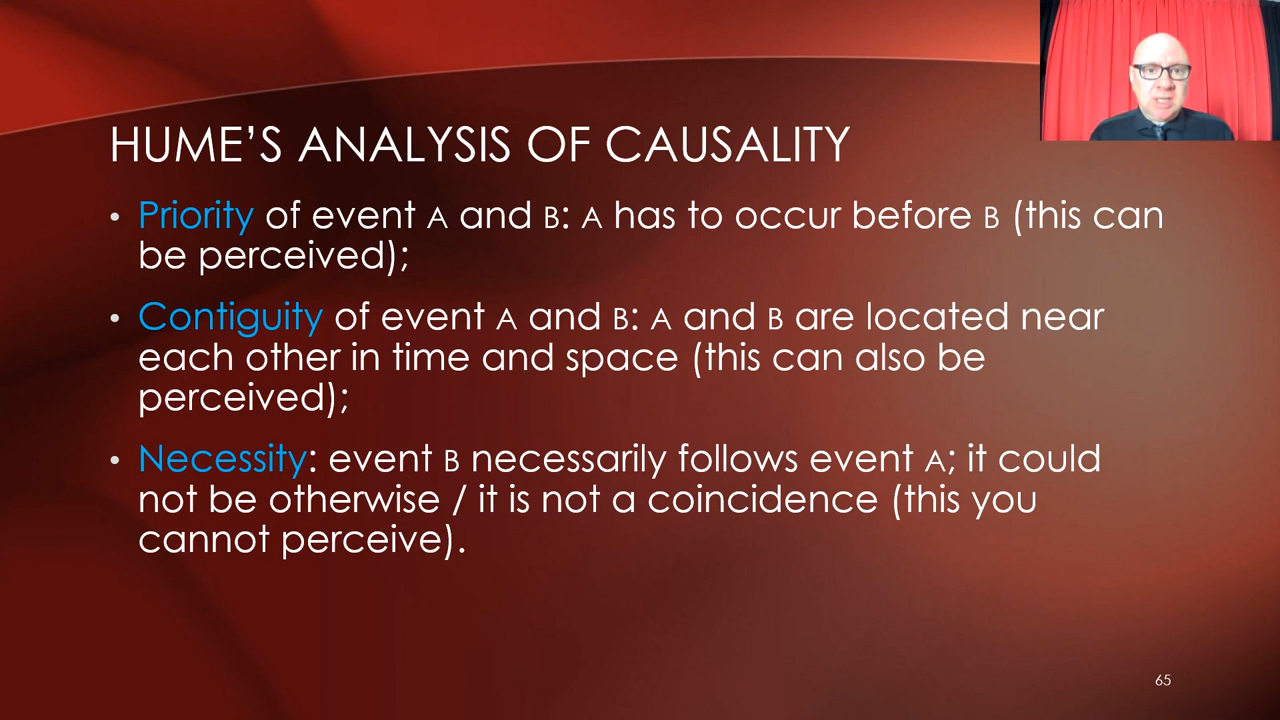 HUME'S ANALYSIS OF CAUSALITY
• Priority of event A and B: A has to occur before B (this can
be perceived);
• Contiguity of event A and B: A and B are located near
each other in time and space (this can also be
perceived);
• Necessity: event B necessarily follows event A; it could
not be otherwise / it is not a coincidence (this you
cannot perceive).
65